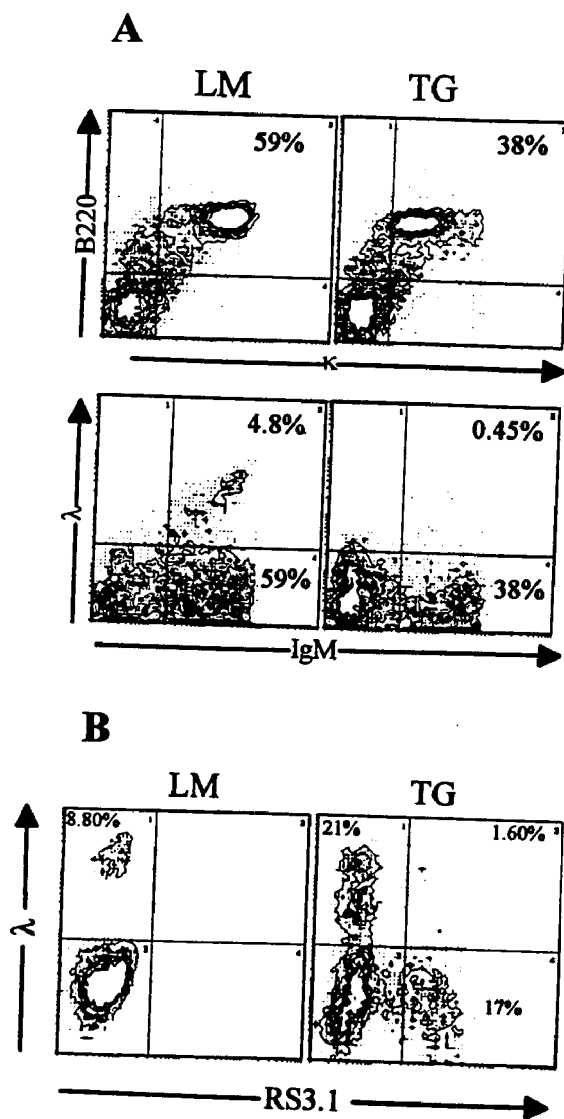 A
LM TG
59% 38%
B220
κ
4.8% 0.45%
λ
59% 38%
IgM
B
LM TG
8.80% 21% 1.60%
λ
17%
RS3.1